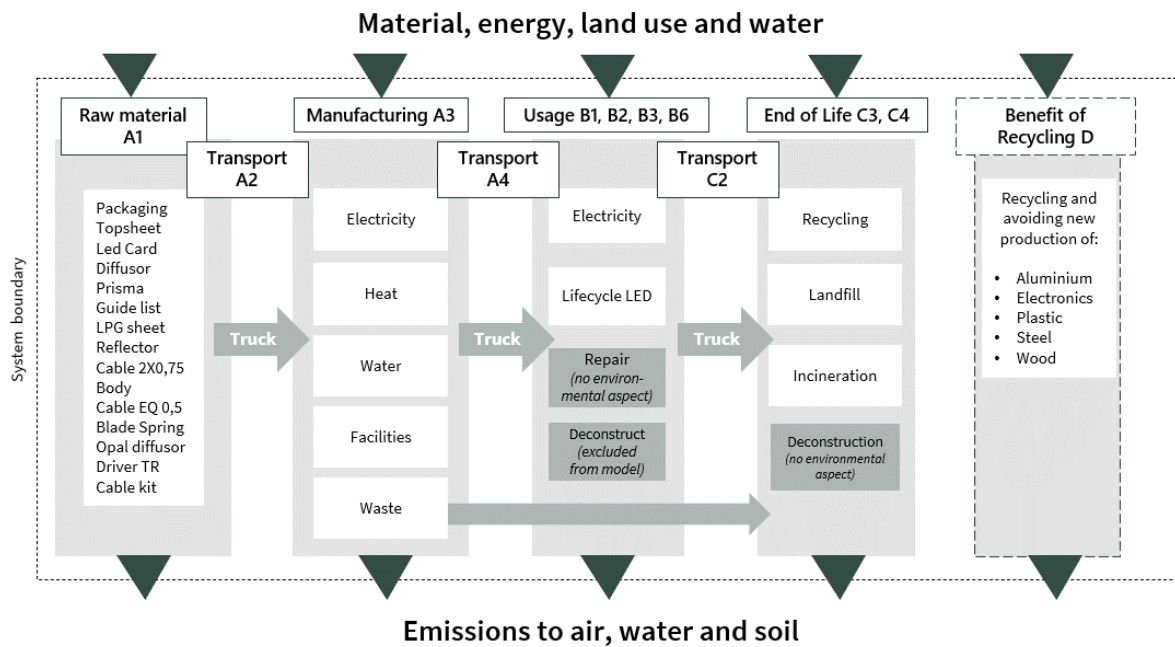 Material, energy, land use and water
System boundary
Raw material
A1
Transport
A2
Manufacturing A3
Transport
A4
Usage B1, B2, B3, B6
Transport
C2
End of Life C3, C4
Benefit of
Recycling D
Packaging
Topsheet
Led Card
Diffusor
Prisma
Guide list
LPG sheet
Reflector
Cable 2X0,75
Body
Cable EQ 0,5
Blade Spring
Opal diffusor
Driver TR
Cable kit
Truck
Electricity
Heat
Water
Facilities
Waste
Truck
Electricity
Lifecycle LED
Repair
(no environ-
mental aspect)
Deconstruct
(excluded
from model)
Truck
Recycling
Landfill
Incineration
Deconstruction
(no environmental
aspect)
Recycling and
avoiding new
production of:
• Aluminium
• Electronics
• Plastic
• Steel
• Wood
Emissions to air, water and soil